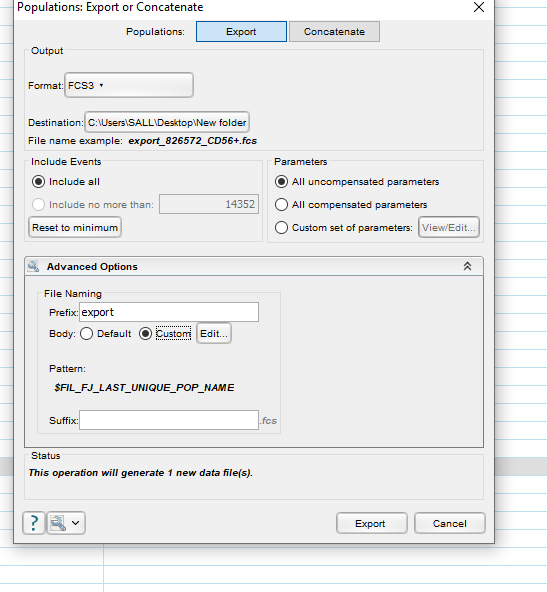 Populations: Export or Concatenate
Populations: Export Concatenate
Output
Format: FCS3
Destination: C:\Users\SALL\Desktop\New folder
File name example: export_826572_CD56+.fcs
Include Events Parameters
Include all All uncompensated parameters
Include no more than: 14352 All compensated parameters
Reset to minimum Custom set of parameters: View/Edit...
Advanced Options
File Naming
Prefix: export
Body: Default Custom Edit...
Pattern:
$FIL_FJ_LAST_UNIQUE_POP_NAME
Suffix: .fcs
Status
This operation will generate 1 new data file(s).
? Export Cancel